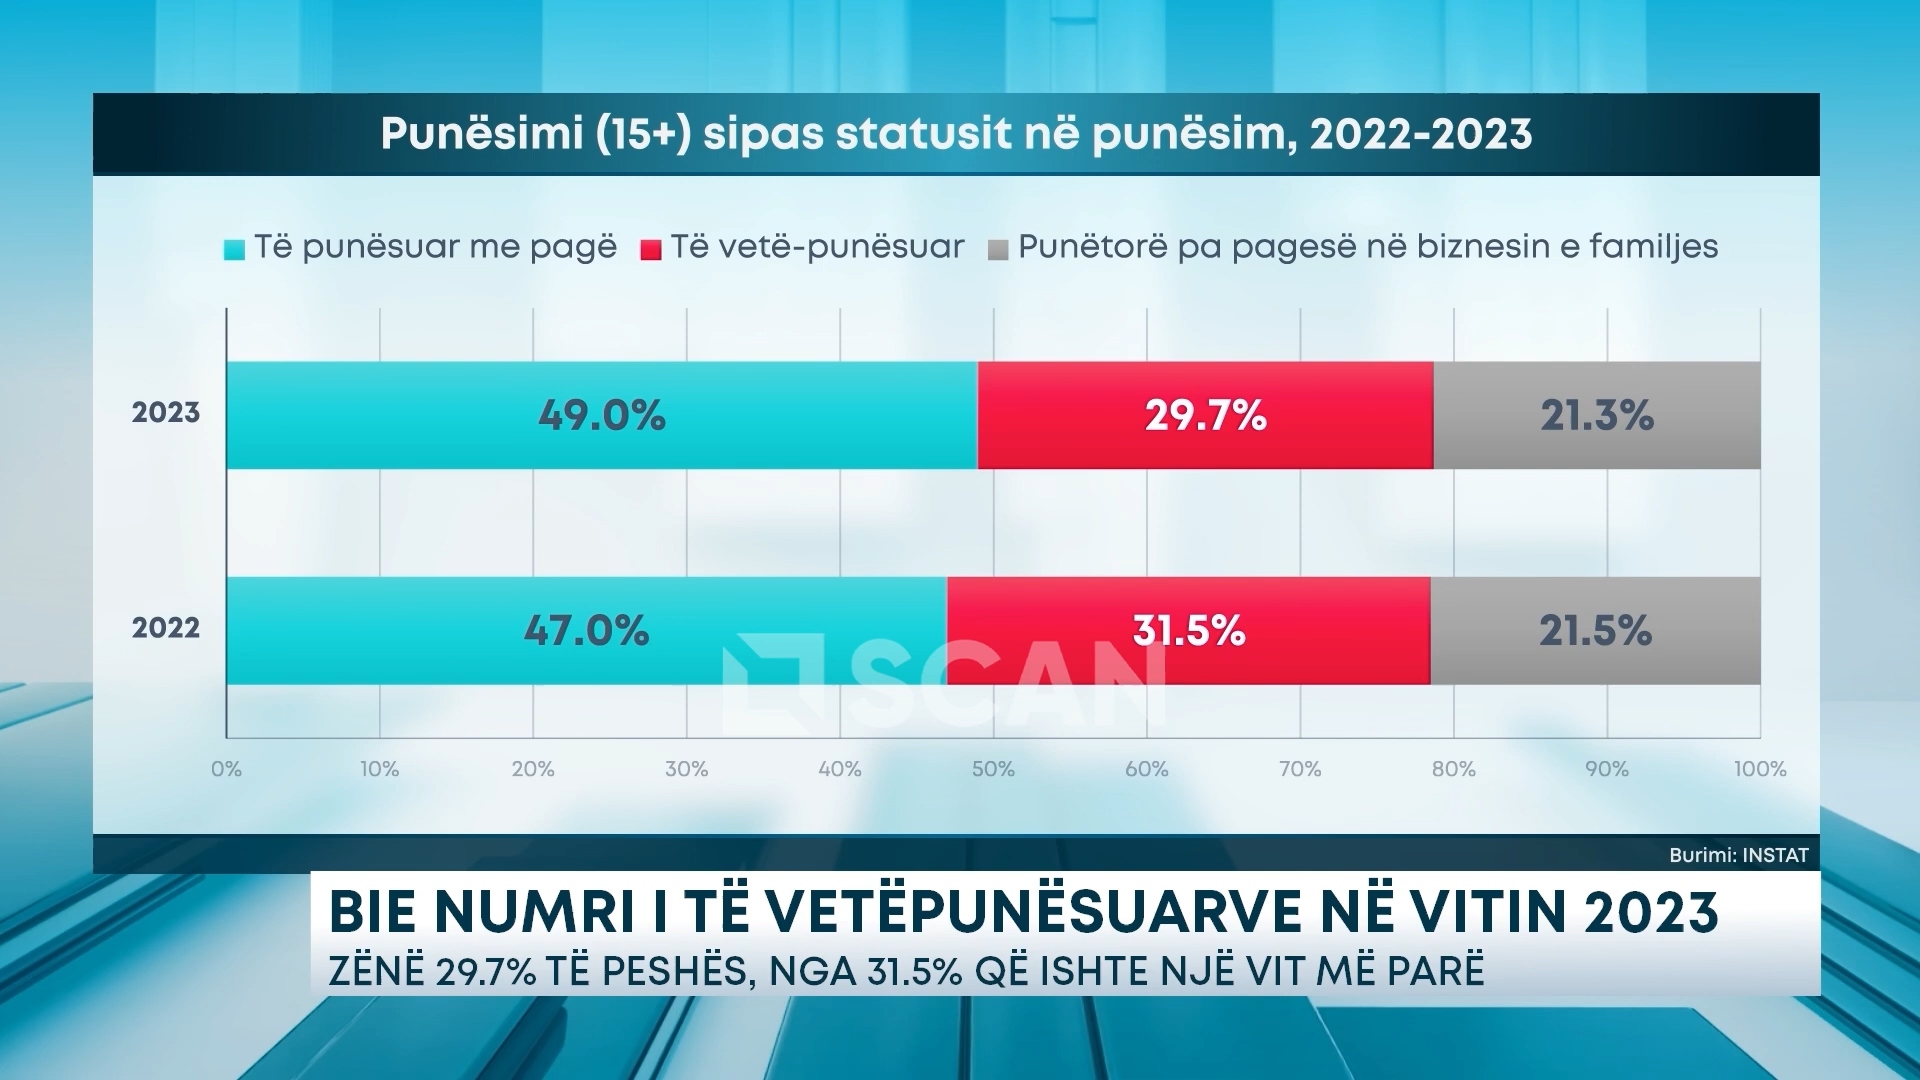 Punësimi (15+) sipas statusit në punësim, 2022-2023
Të punësuar me pagë Të vetë-punësuar Punëtorë pa pagesë në biznesin e familjes
2023 49.0% 29.7% 21.3%
2022 47.0% 31.5% 21.5%
SCAN
0% 10% 20% 30% 40% 50% 60% 70% 80% 90% 100%
Burimi: INSTAT
BIE NUMRI I TË VETËPUNËSUARVE NË VITIN 2023
ZËNË 29.7% TË PESHËS, NGA 31.5% QË ISHTE NJË VIT MË PARË